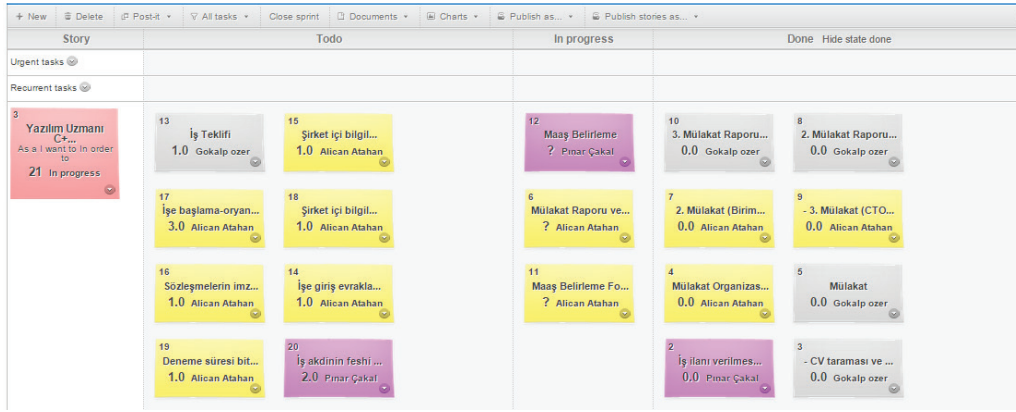 + New Delete Post-it All tasks Close sprint Documents Charts Publish as... Publish stories as...
Story Todo In progress Done Hide state done
Urgent tasks
Recurrent tasks
3
Yazılım Uzmanı
C+...
As a I want to In order
to
21 In progress
13
İş Teklifi
1.0 Gokalp ozer
15
Şirket içi bilgil...
1.0 Alican Atahan
12
Maaş Belirleme
? Pınar Çakal
10
3. Mülakat Raporu...
0.0 Gokalp ozer
8
2. Mülakat Raporu...
0.0 Gokalp ozer
17
İşe başlama-oryan...
3.0 Alican Atahan
18
Şirket içi bilgil...
1.0 Alican Atahan
6
Mülakat Raporu ve...
? Alican Atahan
7
2. Mülakat (Birim...
0.0 Alican Atahan
9
- 3. Mülakat (CTO...
0.0 Alican Atahan
16
Sözleşmelerin imz...
1.0 Alican Atahan
14
İşe giriş evrakla...
1.0 Alican Atahan
11
Maaş Belirleme Fo...
? Alican Atahan
4
Mülakat Organizas...
0.0 Alican Atahan
5
Mülakat
0.0 Gokalp ozer
19
Deneme süresi bit...
1.0 Alican Atahan
20
İş akdinin feshi ...
2.0 Pınar Çakal
2
İş ilanı verilmes...
0.0 Pınar Çakal
3
- CV taraması ve ...
0.0 Gokalp ozer